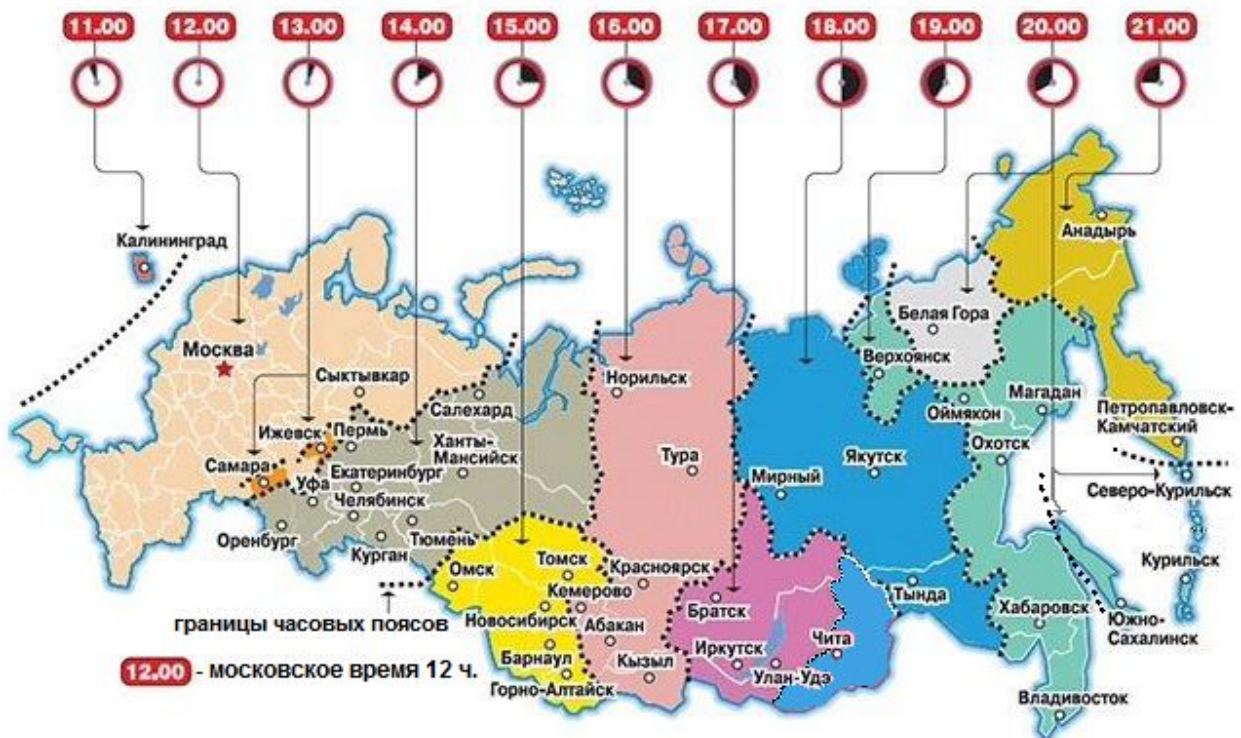 11.00 12.00 13.00 14.00 15.00 16.00 17.00 18.00 19.00 20.00 21.00
Калининград
Анадырь
Белая Гора
Москва
Верхоянск
Сыктывкар
Норильск
Салехард
Магадан
Оймякон
Петропавловск-
Камчатский
Ижевск
Пермь
Ханты-
Мансийск
Охотск
Самара
Тура
Якутск
Екатеринбург
Мирный
Уфа
Северо-Курильск
Челябинск
Оренбург
Тюмень
Курган
Томск
Омск
Красноярск
Курильск
Кемерово
Тында
Братск
Хабаровск
границы часовых поясов
Новосибирск
Абакан
Южно-
Сахалинск
Чита
Барнаул
Иркутск
12.00 - московское время 12 ч.
Кызыл
Улан-Удэ
Горно-Алтайск
Владивосток